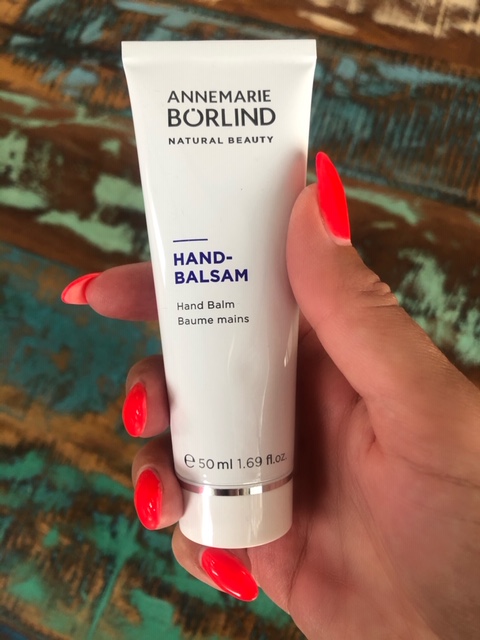 ANNEMARIE
BÖRLIND
NATURAL BEAUTY
HAND-
BALSAM
Hand Balm
Baume mains
℮ 50 ml 1.69 fl.oz.